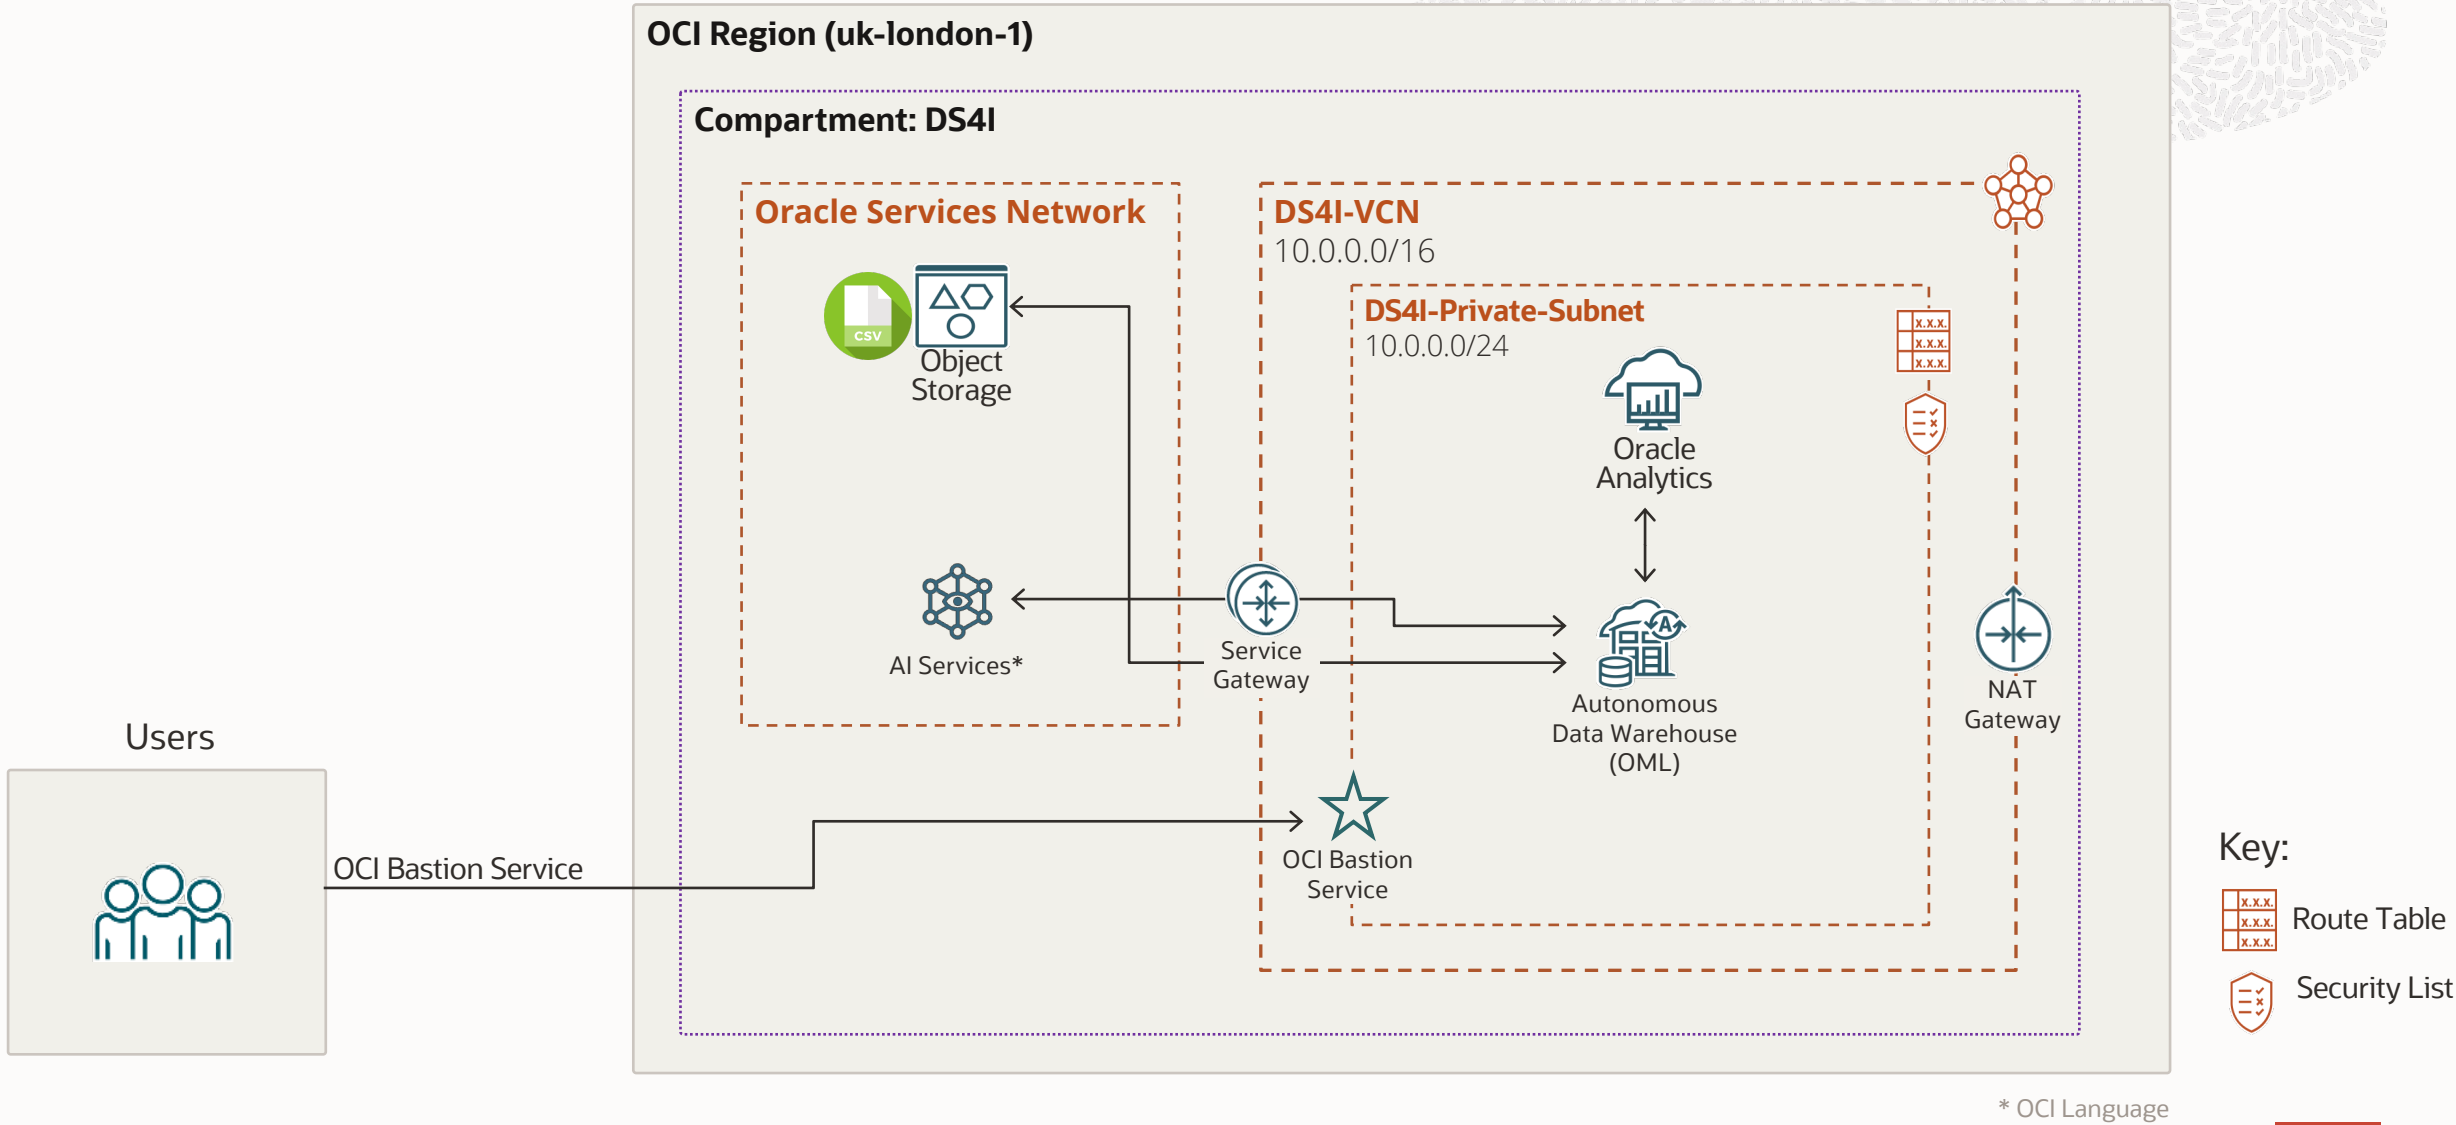 OCI Region (uk-london-1)
Compartment: DS4I
Oracle Services Network
CSV
Object
Storage
AI Services*
DS4I-VCN
10.0.0.0/16
DS4I-Private-Subnet
10.0.0.0/24
x.x.x.
x.x.x.
x.x.x.
Oracle
Analytics
Service
Gateway
A
Autonomous
Data Warehouse
(OML)
NAT
Gateway
Users
OCI Bastion Service
OCI Bastion
Service
Key:
x.x.x.
x.x.x.
x.x.x.
Route Table
Security List
* OCI Language